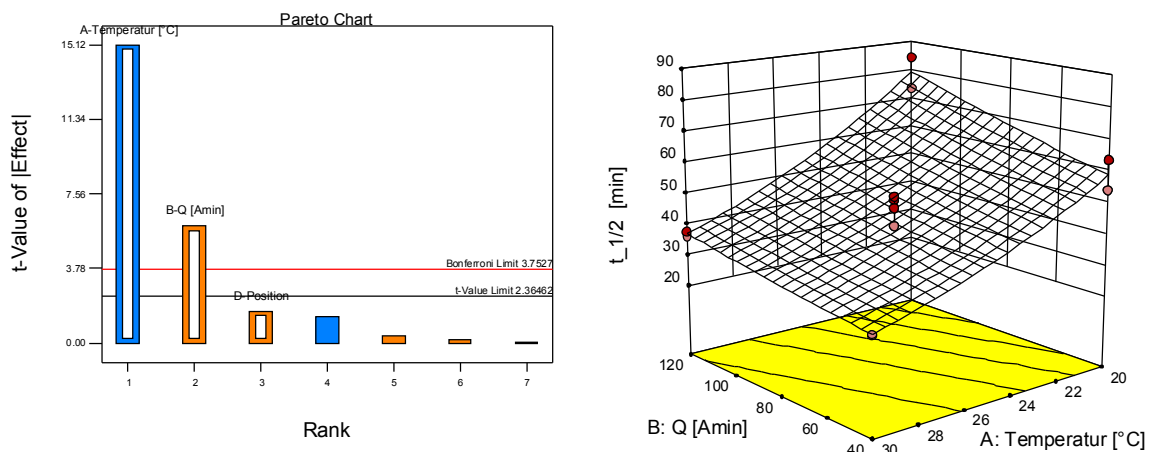 Pareto Chart
A-Temperatur [°C]
15.12
11.34
7.56
3.78
0.00
B-Q [Amin]
D-Position
Bonferroni Limit 3.7527
t-Value Limit 2.36462
1 2 3 4 5 6 7
t-Value of |Effect|
Rank
90
80
70
60
50
40
30
20
t_1/2 [min]
120
100
80
60
40
30
28
26
24
22
20
B: Q [Amin]
A: Temperatur [°C]